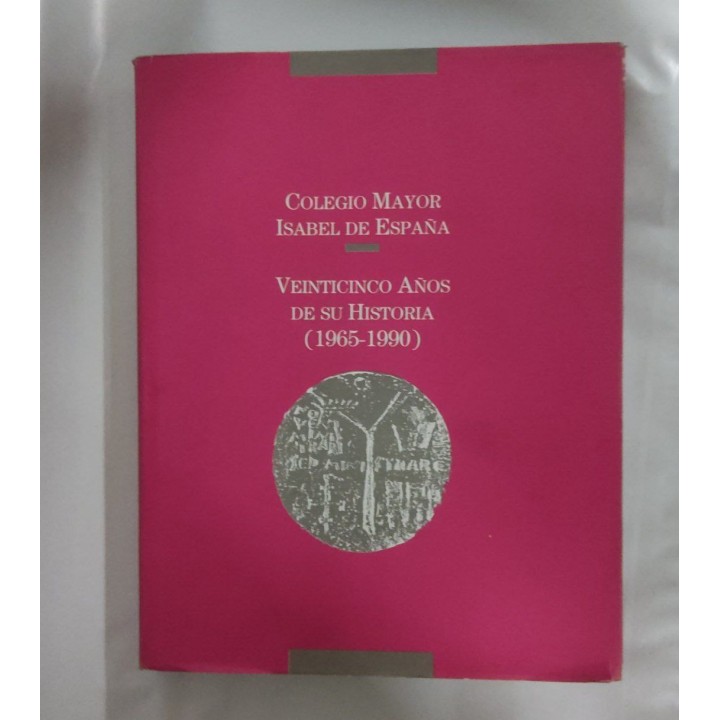 COLEGIO MAYOR
ISABEL DE ESPAÑA
VEINTICINCO AÑOS
DE SU HISTORIA
(1965-1990)